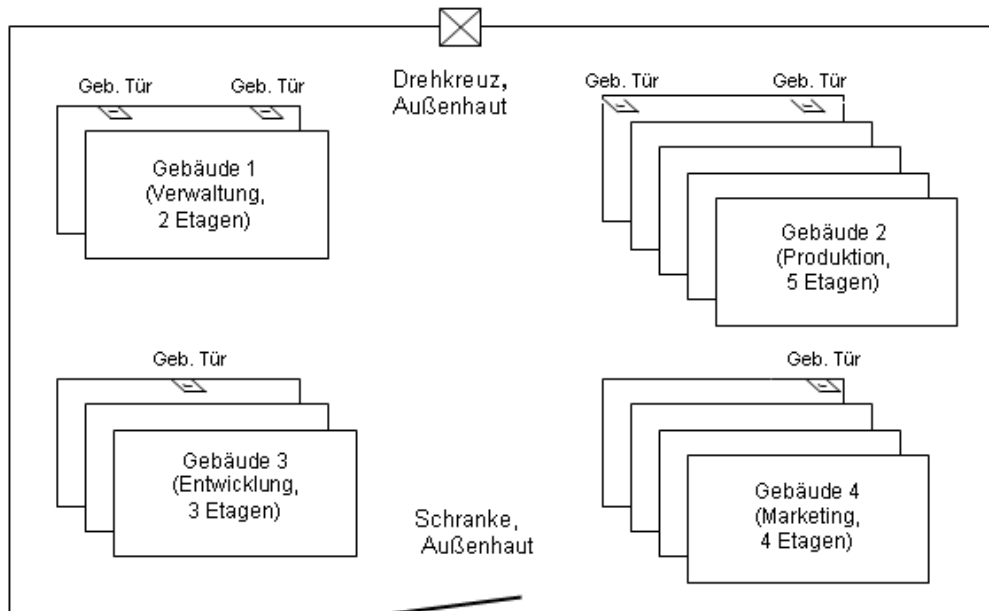 Geb. Tür
Geb. Tür
Drehkreuz,
Außenhaut
Geb. Tür
Geb. Tür
Gebäude 1
(Verwaltung,
2 Etagen)
Gebäude 2
(Produktion,
5 Etagen)
Geb. Tür
Geb. Tür
Gebäude 3
(Entwicklung,
3 Etagen)
Schranke,
Außenhaut
Gebäude 4
(Marketing,
4 Etagen)